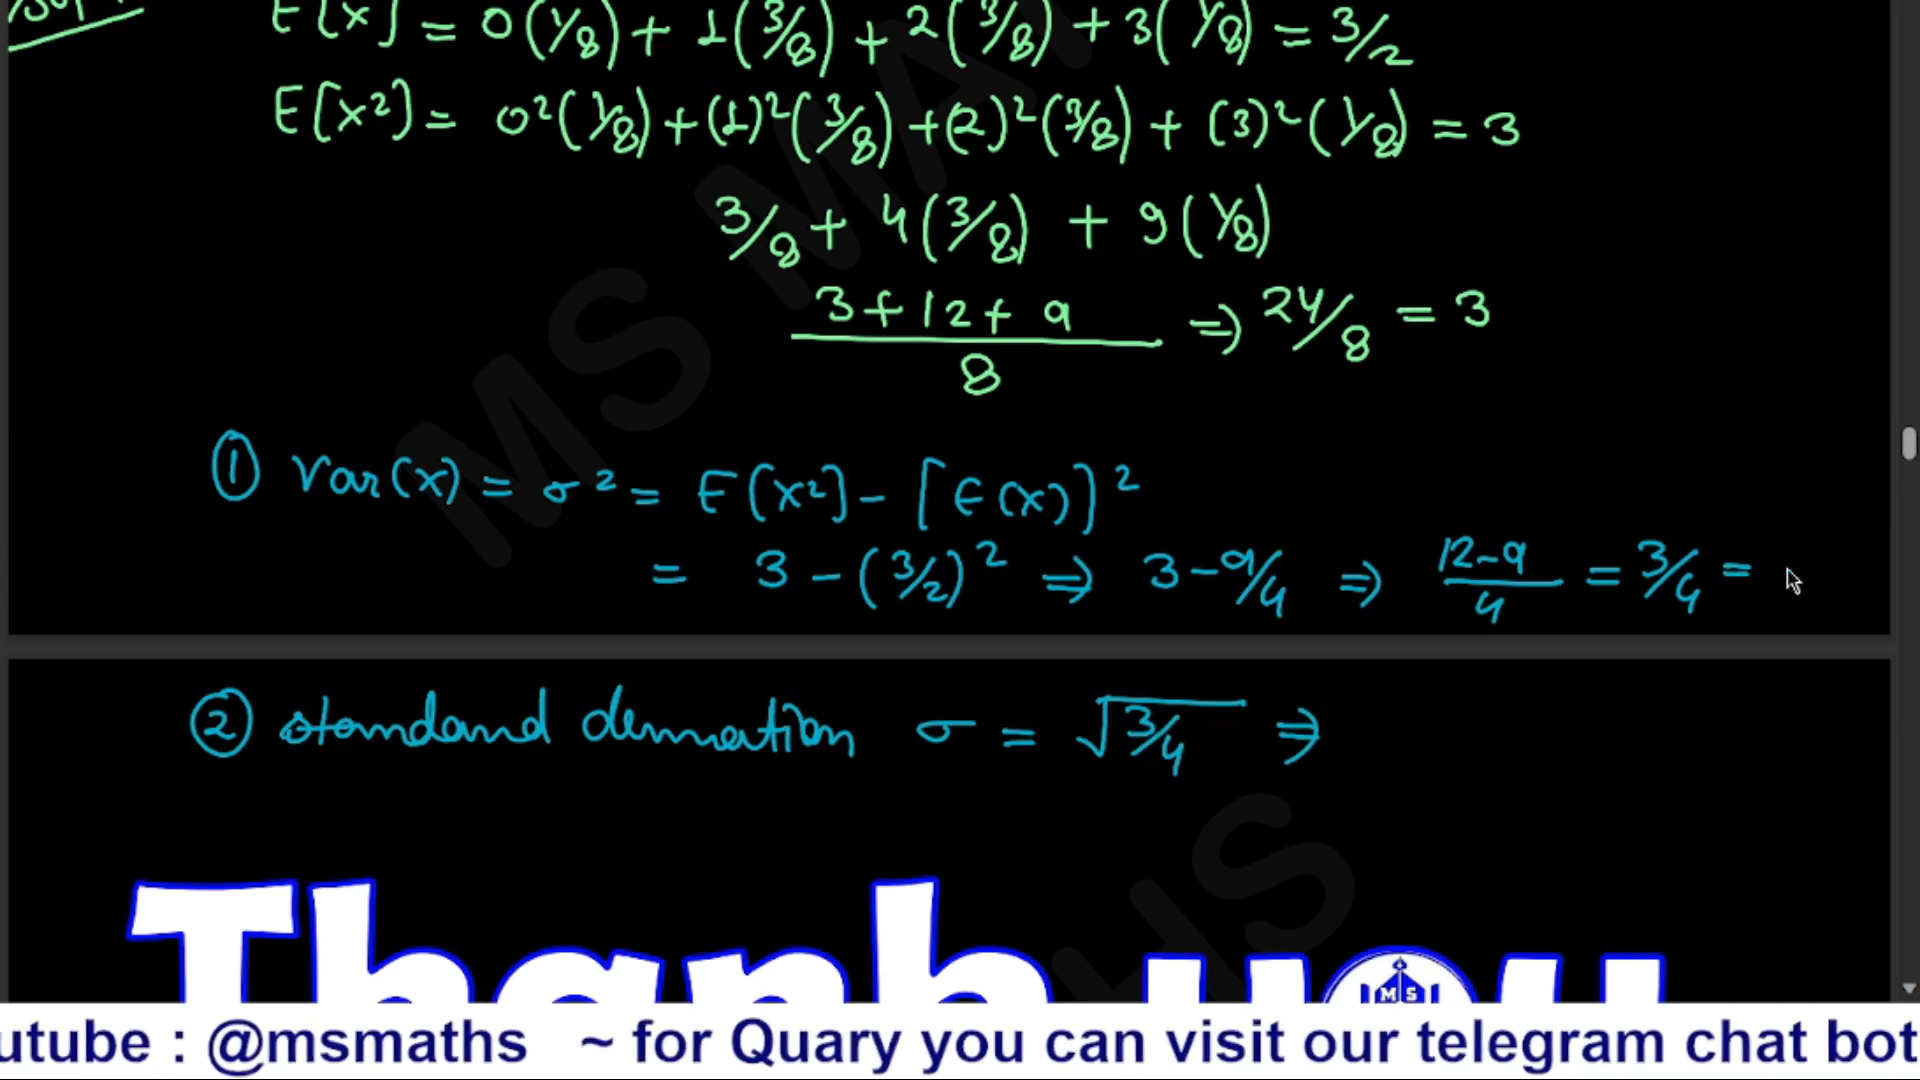 E[x] = 0(1/8) + 1(3/8) + 2(3/8) + 3(1/8) = 3/2
E[x²] = 0²(1/8) + (1)²(3/8) + (2)²(3/8) + (3)²(1/8) = 3
3/8 + 4(3/8) + 9(1/8)
3+12+9 / 8 ⇒ 24/8 = 3
① Var(x) = σ² = E[x²] - [E(x)]²
= 3 - (3/2)² ⇒ 3 - 9/4 ⇒ 12-9 / 4 = 3/4 =
② standard deviation σ = √3/4 ⇒
MS MA
HS
Thank you
MS
utube : @msmaths ~ for Quary you can visit our telegram chat bot